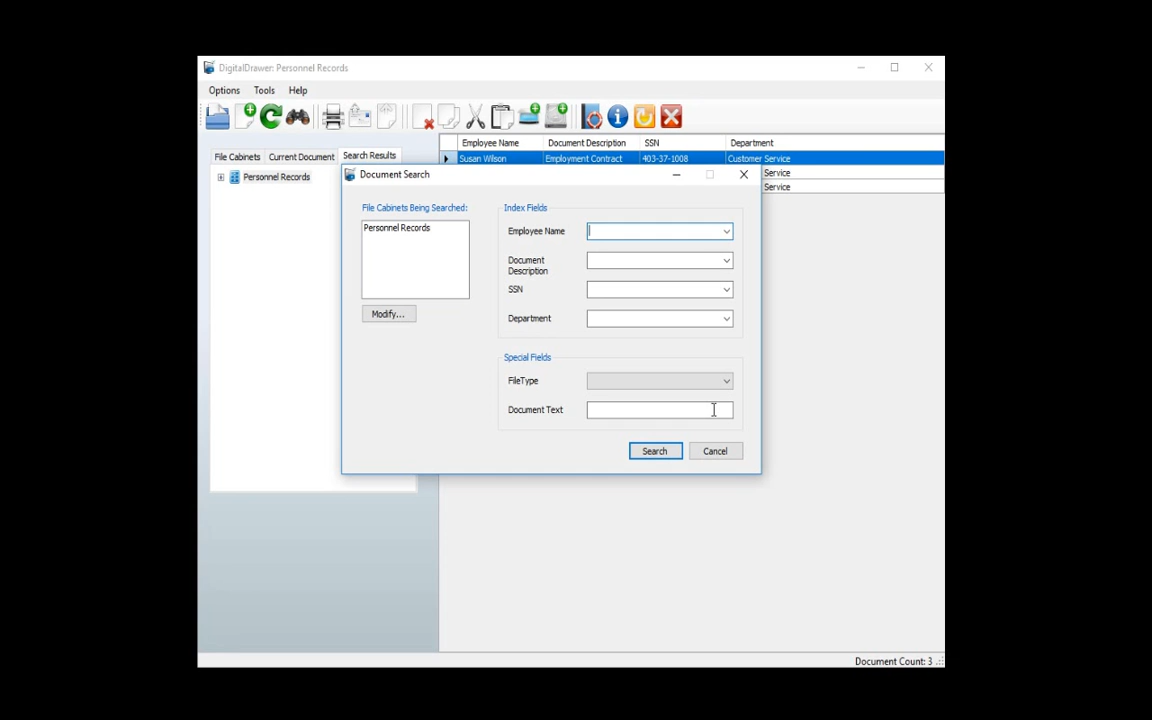 DigitalDrawer: Personnel Records
Options Tools Help
File Cabinets Current Document Search Results
Personnel Records
Employee Name Document Description SSN Department
Susan Wilson Employment Contract 403-37-1008 Customer Service
Service
Service
Document Search
File Cabinets Being Searched:
Personnel Records
Modify...
Index Fields
Employee Name
Document
Description
SSN
Department
Special Fields
FileType
Document Text
Search Cancel
Document Count: 3